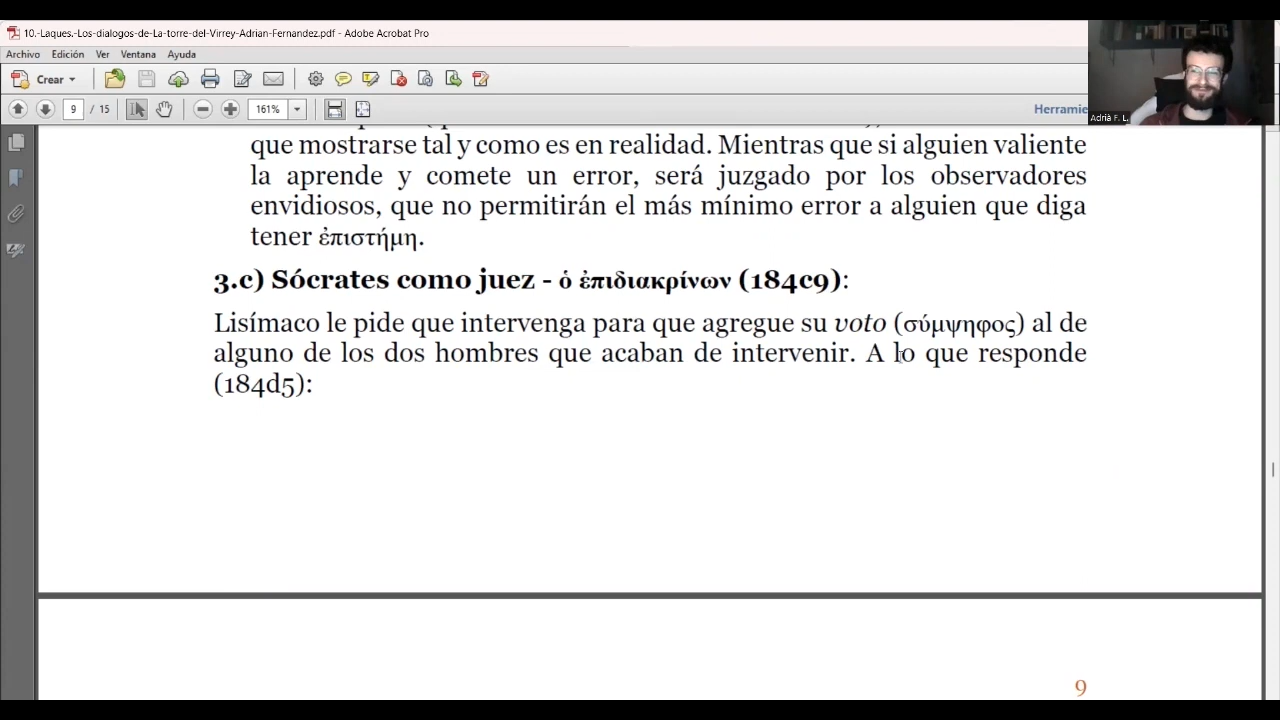 10.-Laques.-Los-dialogos-de-La-torre-del-Virrey-Adrian-Fernandez.pdf - Adobe Acrobat Pro
Archivo Edición Ver Ventana Ayuda
Crear
9 / 15 161% Herramie
Adrià F. L.
que mostrarse tal y como es en realidad. Mientras que si alguien valiente
la aprende y comete un error, será juzgado por los observadores
envidiosos, que no permitirán el más mínimo error a alguien que diga
tener ἐπιστήμη.
3.c) Sócrates como juez - ὁ ἐπιδιακρίνων (184c9):
Lisímaco le pide que intervenga para que agregue su voto (σύμψηφος) al de
alguno de los dos hombres que acaban de intervenir. A lo que responde
(184d5):
9